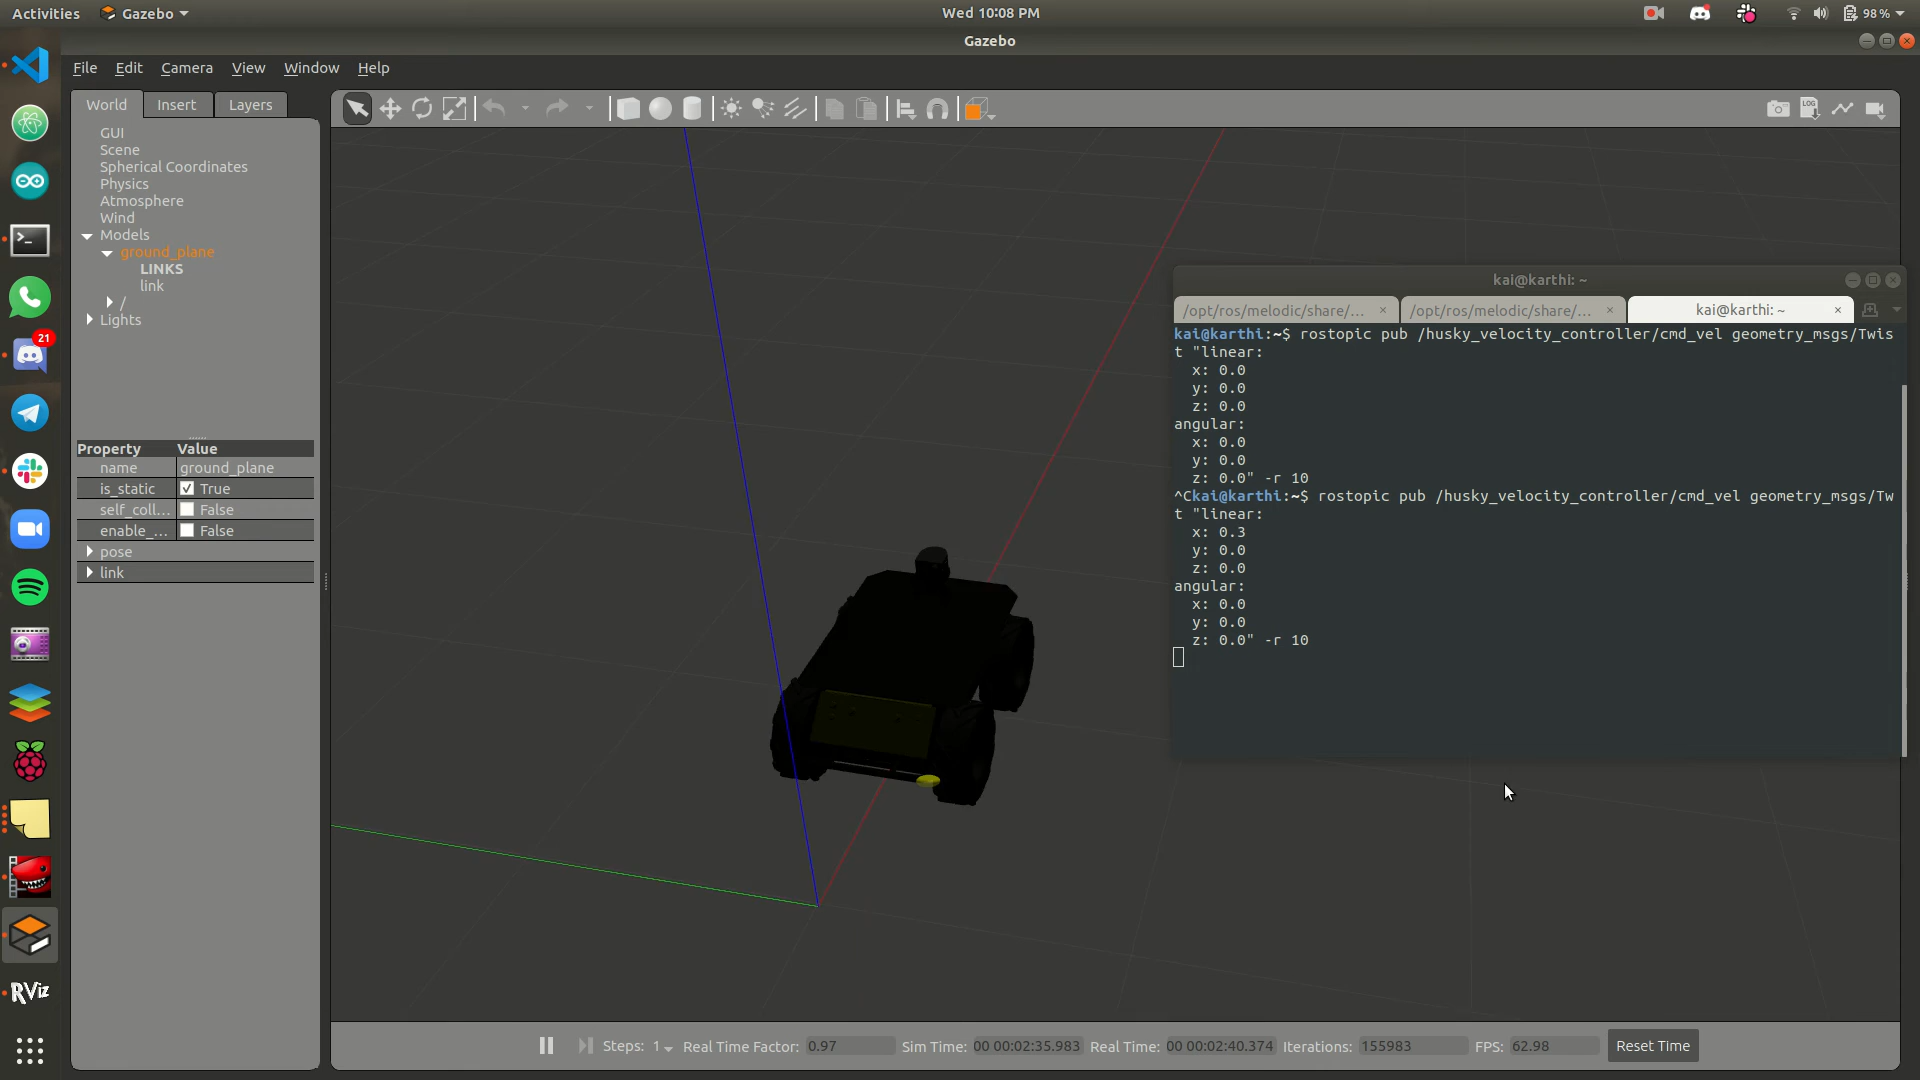 Activities
Gazebo
Wed 10:08 PM
98%
Gazebo
File Edit Camera View Window Help
World Insert Layers
GUI
Scene
Spherical Coordinates
Physics
Atmosphere
Wind
Models
ground_plane
LINKS
link
/
Lights
Property Value
name ground_plane
is_static True
self_coll... False
enable_... False
pose
link
LOG
21
kai@karthi: ~
/opt/ros/melodic/share/... × /opt/ros/melodic/share/... × kai@karthi: ~ ×
kai@karthi:~$ rostopic pub /husky_velocity_controller/cmd_vel geometry_msgs/Twis
t "linear:
x: 0.0
y: 0.0
z: 0.0
angular:
x: 0.0
y: 0.0
z: 0.0" -r 10
^Ckai@karthi:~$ rostopic pub /husky_velocity_controller/cmd_vel geometry_msgs/Tw
t "linear:
x: 0.3
y: 0.0
z: 0.0
angular:
x: 0.0
y: 0.0
z: 0.0" -r 10
RViz
Steps: 1 Real Time Factor: 0.97 Sim Time: 00 00:02:35.983 Real Time: 00 00:02:40.374 Iterations: 155983 FPS: 62.98 Reset Time